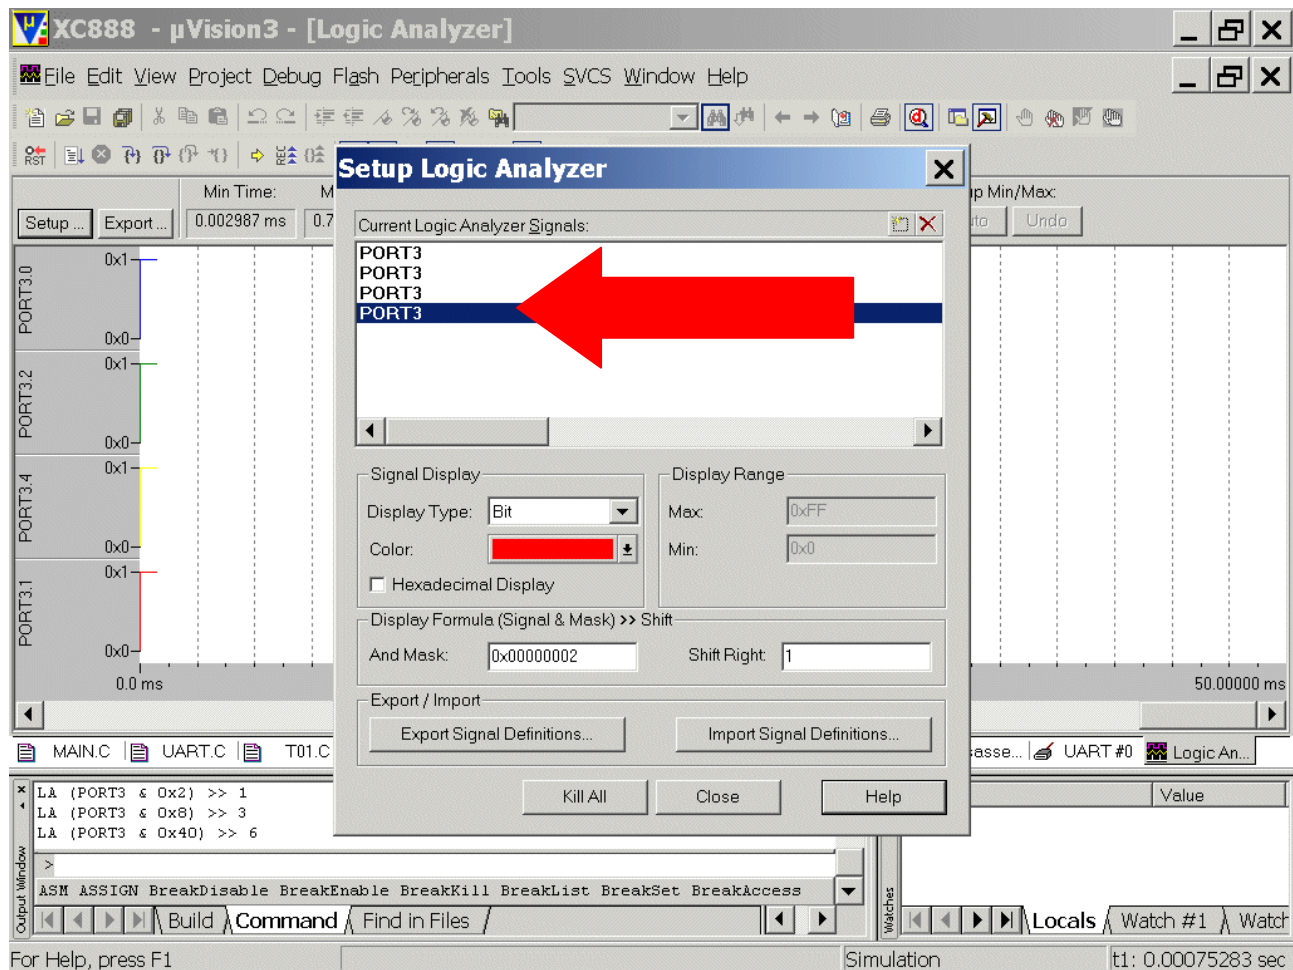 XC888 - µVision3 - [Logic Analyzer]
File Edit View Project Debug Flash Peripherals Tools SVCS Window Help
RST
Setup Logic Analyzer
Min Time:
M
p Min/Max:
Setup ...
Export ...
0.002987 ms
0.7
to
Undo
Current Logic Analyzer Signals:
PORT3
PORT3
PORT3
PORT3
PORT3.0
0x1
0x0
PORT3.2
0x1
0x0
PORT3.4
0x1
0x0
PORT3.1
0x1
0x0
0.0 ms
50.00000 ms
Signal Display
Display Type:
Bit
Color:
Hexadecimal Display
Display Range
Max:
0xFF
Min:
0x0
Display Formula (Signal & Mask) >> Shift
And Mask:
0x00000002
Shift Right:
1
Export / Import
Export Signal Definitions...
Import Signal Definitions...
Kill All
Close
Help
MAIN.C
UART.C
T01.C
asse...
UART #0
Logic An...
LA (PORT3 & 0x2) >> 1
LA (PORT3 & 0x8) >> 3
LA (PORT3 & 0x40) >> 6
>
ASM ASSIGN BreakDisable BreakEnable BreakKill BreakList BreakSet BreakAccess
Output Window
Build
Command
Find in Files
Value
Watches
Locals
Watch #1
Watch
For Help, press F1
Simulation
t1: 0.00075283 sec